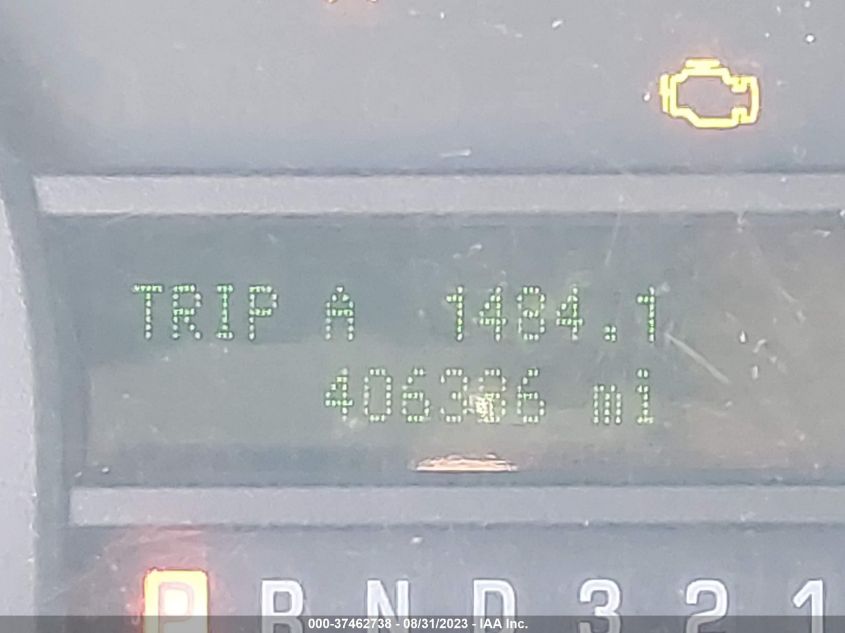 TRIP A 1484.1
mi
P R N D 3 2 1
000-37462738 - 08/31/2023 - IAA Inc.